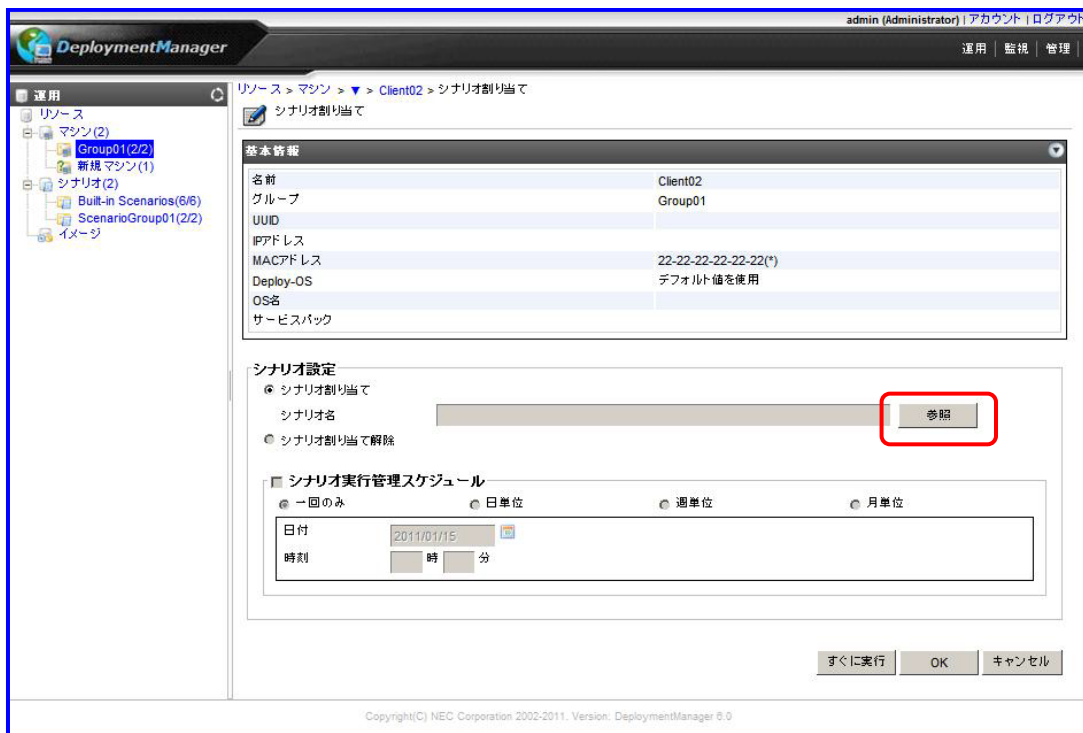 admin (Administrator) | アカウント | ログアウト
DeploymentManager
運用 | 監視 | 管理 |
運用
リソース
マシン(2)
Group01(2/2)
新規マシン(1)
シナリオ(2)
Built-in Scenarios(6/6)
ScenarioGroup01(2/2)
イメージ
リソース > マシン > ▼ > Client02 > シナリオ割り当て
シナリオ割り当て
基本情報
名前 Client02
グループ Group01
UUID
IPアドレス
MACアドレス 22-22-22-22-22-22(*)
Deploy-OS デフォルト値を使用
OS名
サービスパック
シナリオ設定
シナリオ割り当て
シナリオ名 参照
シナリオ割り当て解除
シナリオ実行管理スケジュール
一回のみ 日単位 週単位 月単位
日付 2011/01/15
時刻 時 分
すぐに実行 OK キャンセル
Copyright(C) NEC Corporation 2002-2011. Version: DeploymentManager 6.0